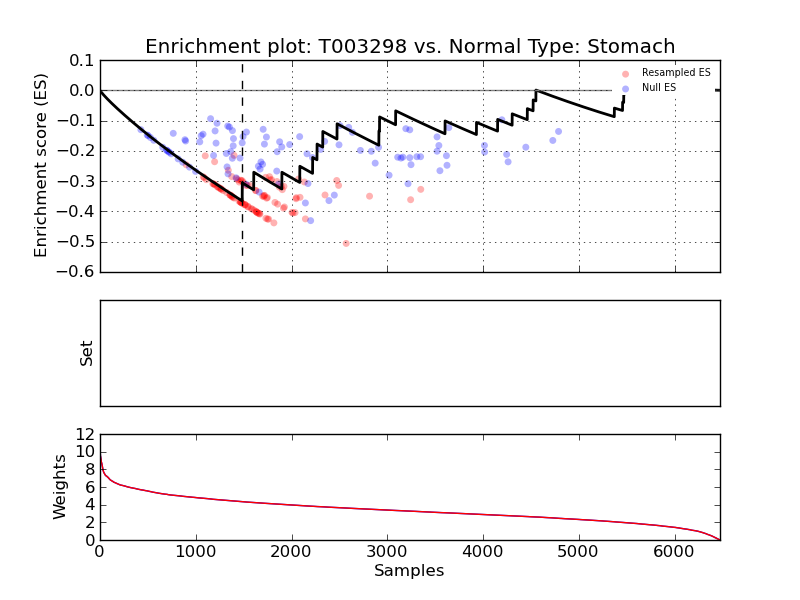 Enrichment plot: T003298 vs. Normal Type: Stomach
Enrichment score (ES)
0.1
0.0
−0.1
−0.2
−0.3
−0.4
−0.5
−0.6
Resampled ES
Null ES
Set
Weights
12
10
8
6
4
2
0
0 1000 2000 3000 4000 5000 6000
Samples